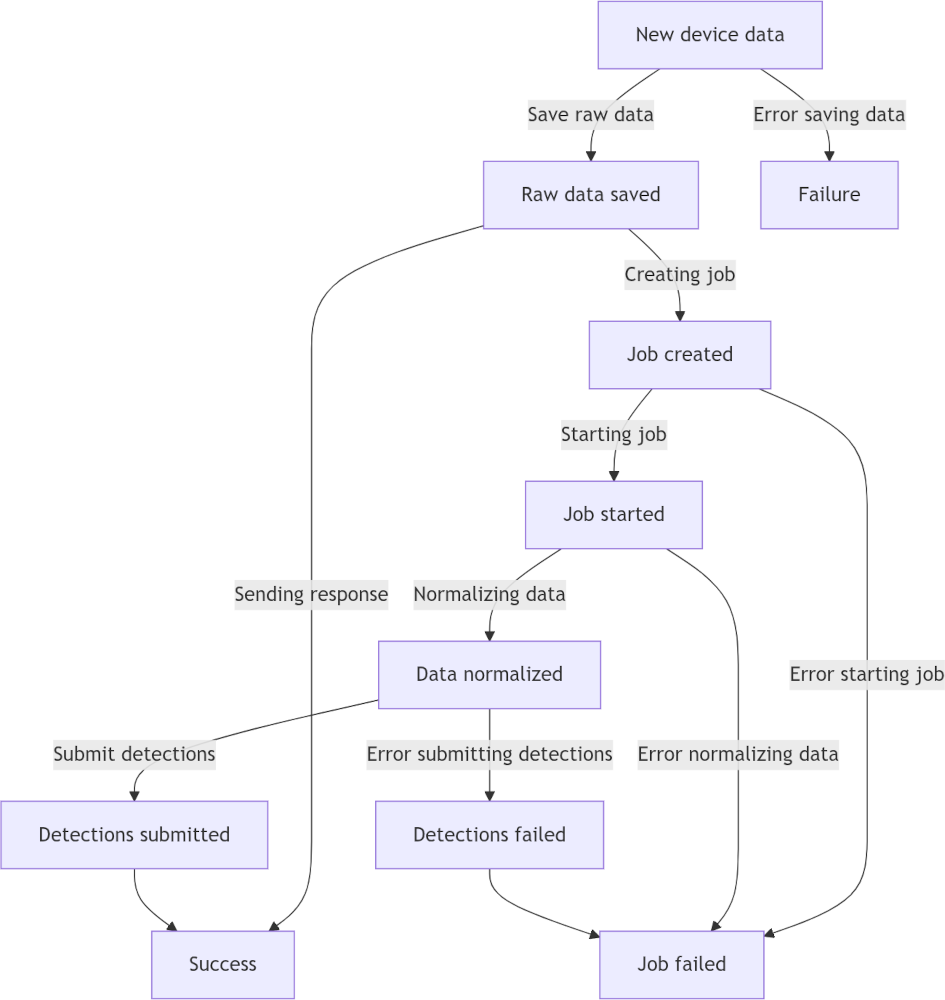 New device data
Save raw data
Error saving data
Raw data saved
Failure
Creating job
Job created
Starting job
Job started
Sending response
Normalizing data
Data normalized
Error starting job
Submit detections
Error submitting detections
Error normalizing data
Detections submitted
Detections failed
Success
Job failed